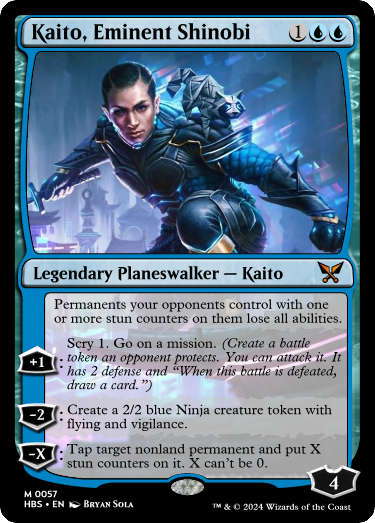 Kaito, Eminent Shinobi 1
Legendary Planeswalker — Kaito
Permanents your opponents control with one
or more stun counters on them lose all abilities.
+1: Scry 1. Go on a mission. (Create a battle
token an opponent protects. You can attack it. It
has 2 defense and “When this battle is defeated,
draw a card.”)
-2: Create a 2/2 blue Ninja creature token with
flying and vigilance.
-X: Tap target nonland permanent and put X
stun counters on it. X can't be 0.
4
M 0057
HBS • EN Bryan Sola
™ & © 2024 Wizards of the Coast